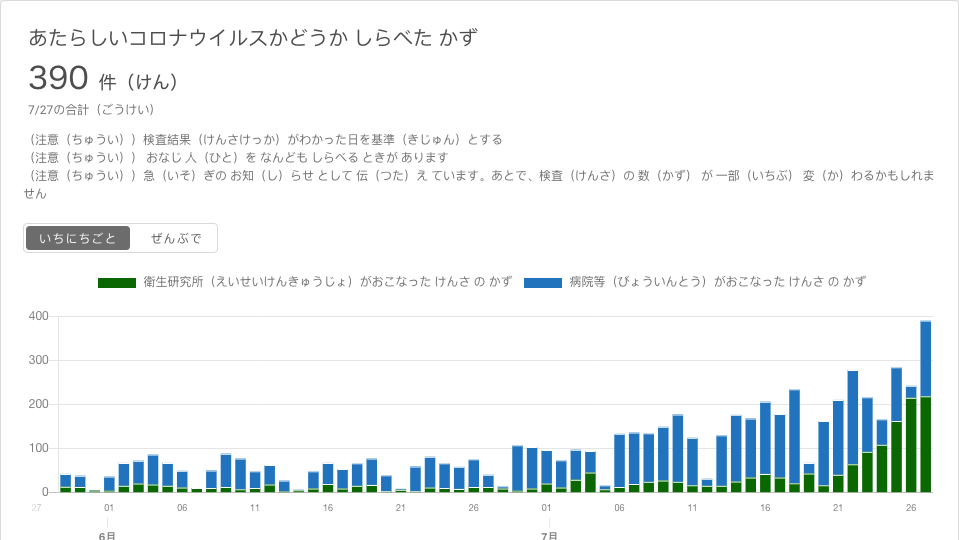 あたらしいコロナウイルスかどうか しらべた かず
390 件（けん）
7/27の合計（ごうけい）
（注意（ちゅうい））検査結果（けんさけっか）がわかった日を基準（きじゅん）とする
（注意（ちゅうい）） おなじ 人（ひと）を なんども しらべる ときが あります
（注意（ちゅうい））急（いそ）ぎの お知（し）らせ として 伝（つた）え ています。あとで、検査（けんさ）の 数（かず） が 一部（いちぶ） 変（か）わるかもしれま
せん
いちにちごと ぜんぶで
衛生研究所（えいせいけんきゅうじょ）がおこなった けんさ の かず 病院等（びょういんとう）がおこなった けんさ の かず
400
300
200
100
0
27 01 06 11 16 21 26 01 06 11 16 21 26
6月 7月